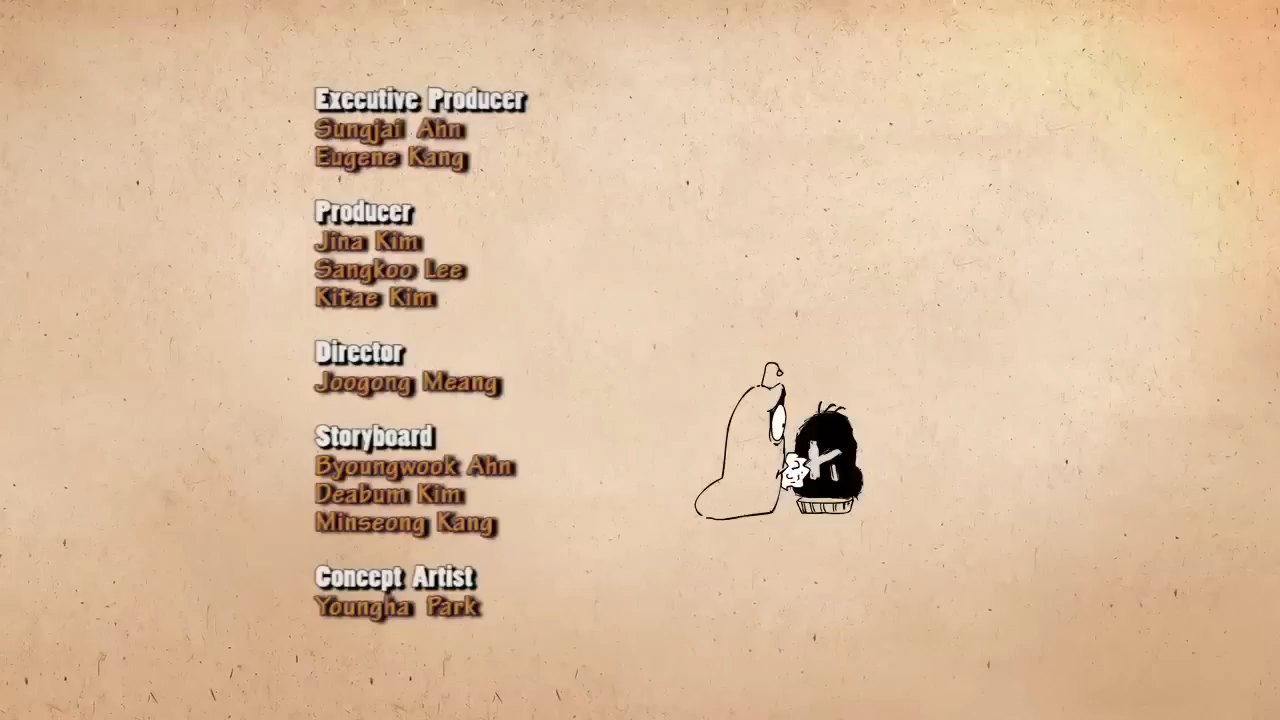 Executive Producer
Sungjai Ahn
Eugene Kang
Producer
Jina Kim
Sangkoo Lee
Kitae Kim
Director
Joogong Meang
Storyboard
Byoungwook Ahn
Deabum Kim
Minseong Kang
Concept Artist
Youngha Park